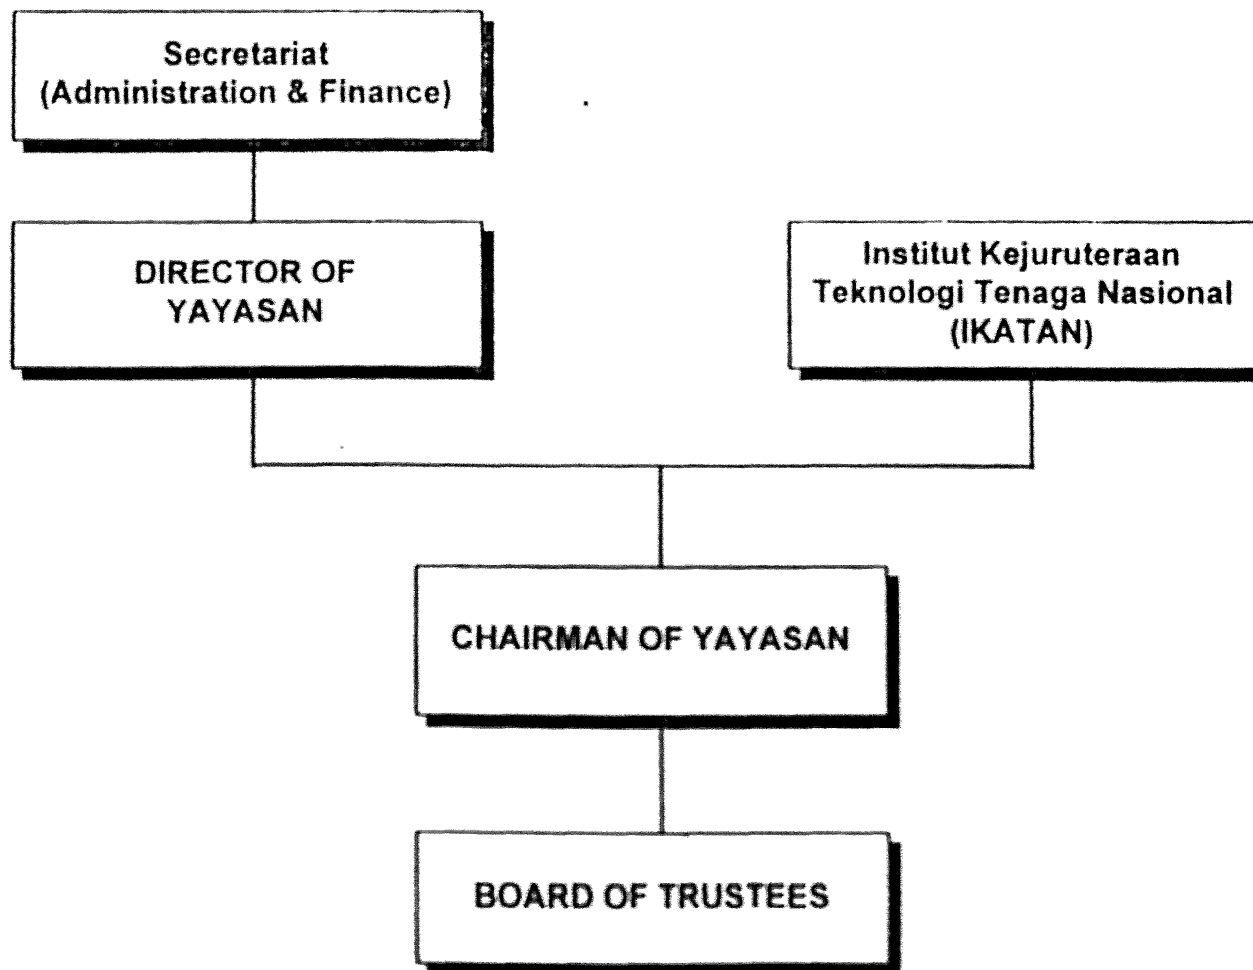 Secretariat
(Administration & Finance)
DIRECTOR OF
YAYASAN
Institut Kejuruteraan
Teknologi Tenaga Nasional
(IKATAN)
CHAIRMAN OF YAYASAN
BOARD OF TRUSTEES